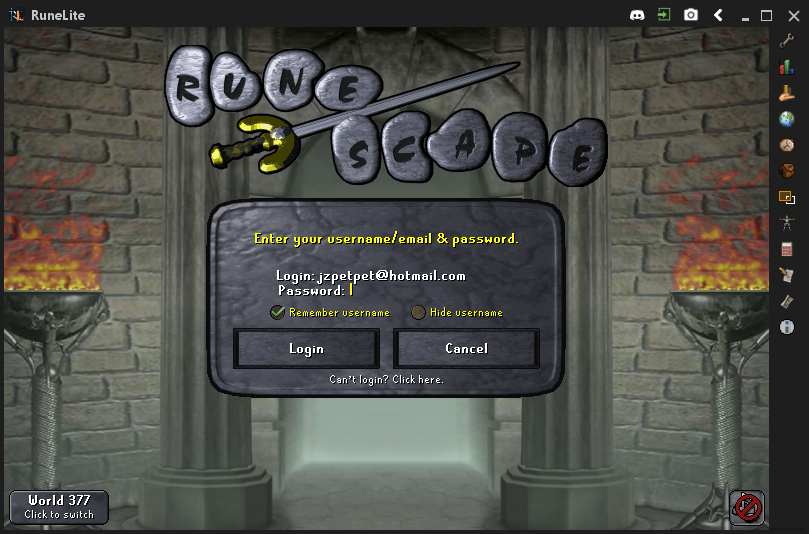 RuneLite
RUNE
SCAPE
Enter your username/email & password.
Login: jzpetpet@hotmail.com
Password:
Remember username
Hide username
Login
Cancel
Can't login? Click here.
World 377
Click to switch